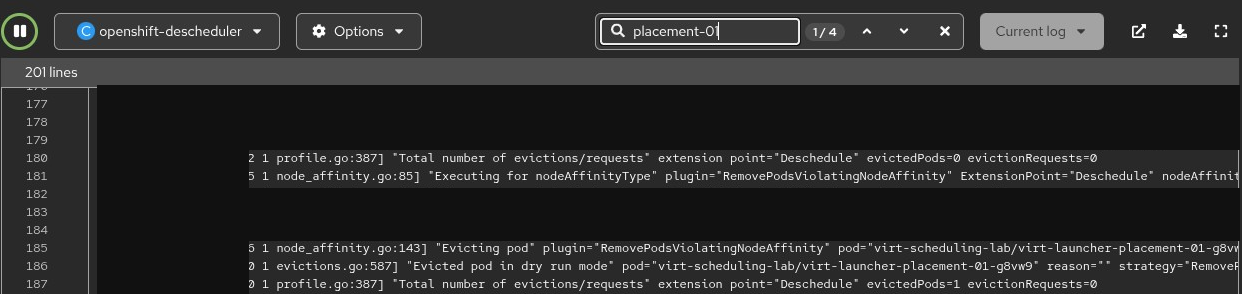 openshift-descheduler
Options
placement-01
1 / 4
Current log
201 lines
177
178
179
180 2 1 profile.go:387] "Total number of evictions/requests" extension point="Deschedule" evictedPods=0 evictionRequests=0
181 5 1 node_affinity.go:85] "Executing for nodeAffinityType" plugin="RemovePodsViolatingNodeAffinity" ExtensionPoint="Deschedule" nodeAffinit
182
183
184
185 6 1 node_affinity.go:143] "Evicting pod" plugin="RemovePodsViolatingNodeAffinity" pod="virt-scheduling-lab/virt-launcher-placement-01-g8vw
186 0 1 evictions.go:587] "Evicted pod in dry run mode" pod="virt-scheduling-lab/virt-launcher-placement-01-g8vw9" reason="" strategy="RemoveP
187 0 1 profile.go:387] "Total number of evictions/requests" extension point="Deschedule" evictedPods=1 evictionRequests=0